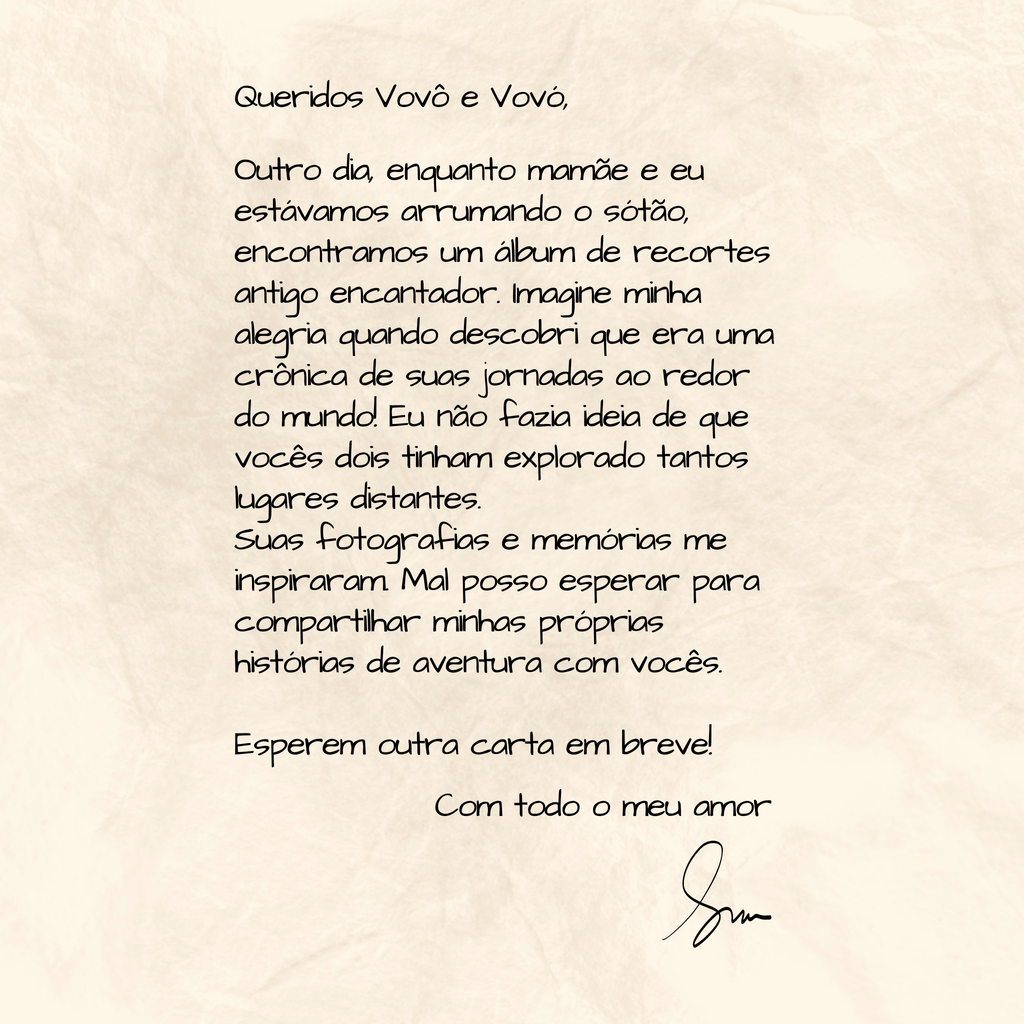 Queridos Vovô e Vovó,
Outro dia, enquanto mamãe e eu
estávamos arrumando o sótão,
encontramos um álbum de recortes
antigo encantador. Imagine minha
alegria quando descobri que era uma
crônica de suas jornadas ao redor
do mundo! Eu não fazia ideia de que
vocês dois tinham explorado tantos
lugares distantes.
Suas fotografias e memórias me
inspiraram. Mal posso esperar para
compartilhar minhas próprias
histórias de aventura com vocês.
Esperem outra carta em breve!
Com todo o meu amor